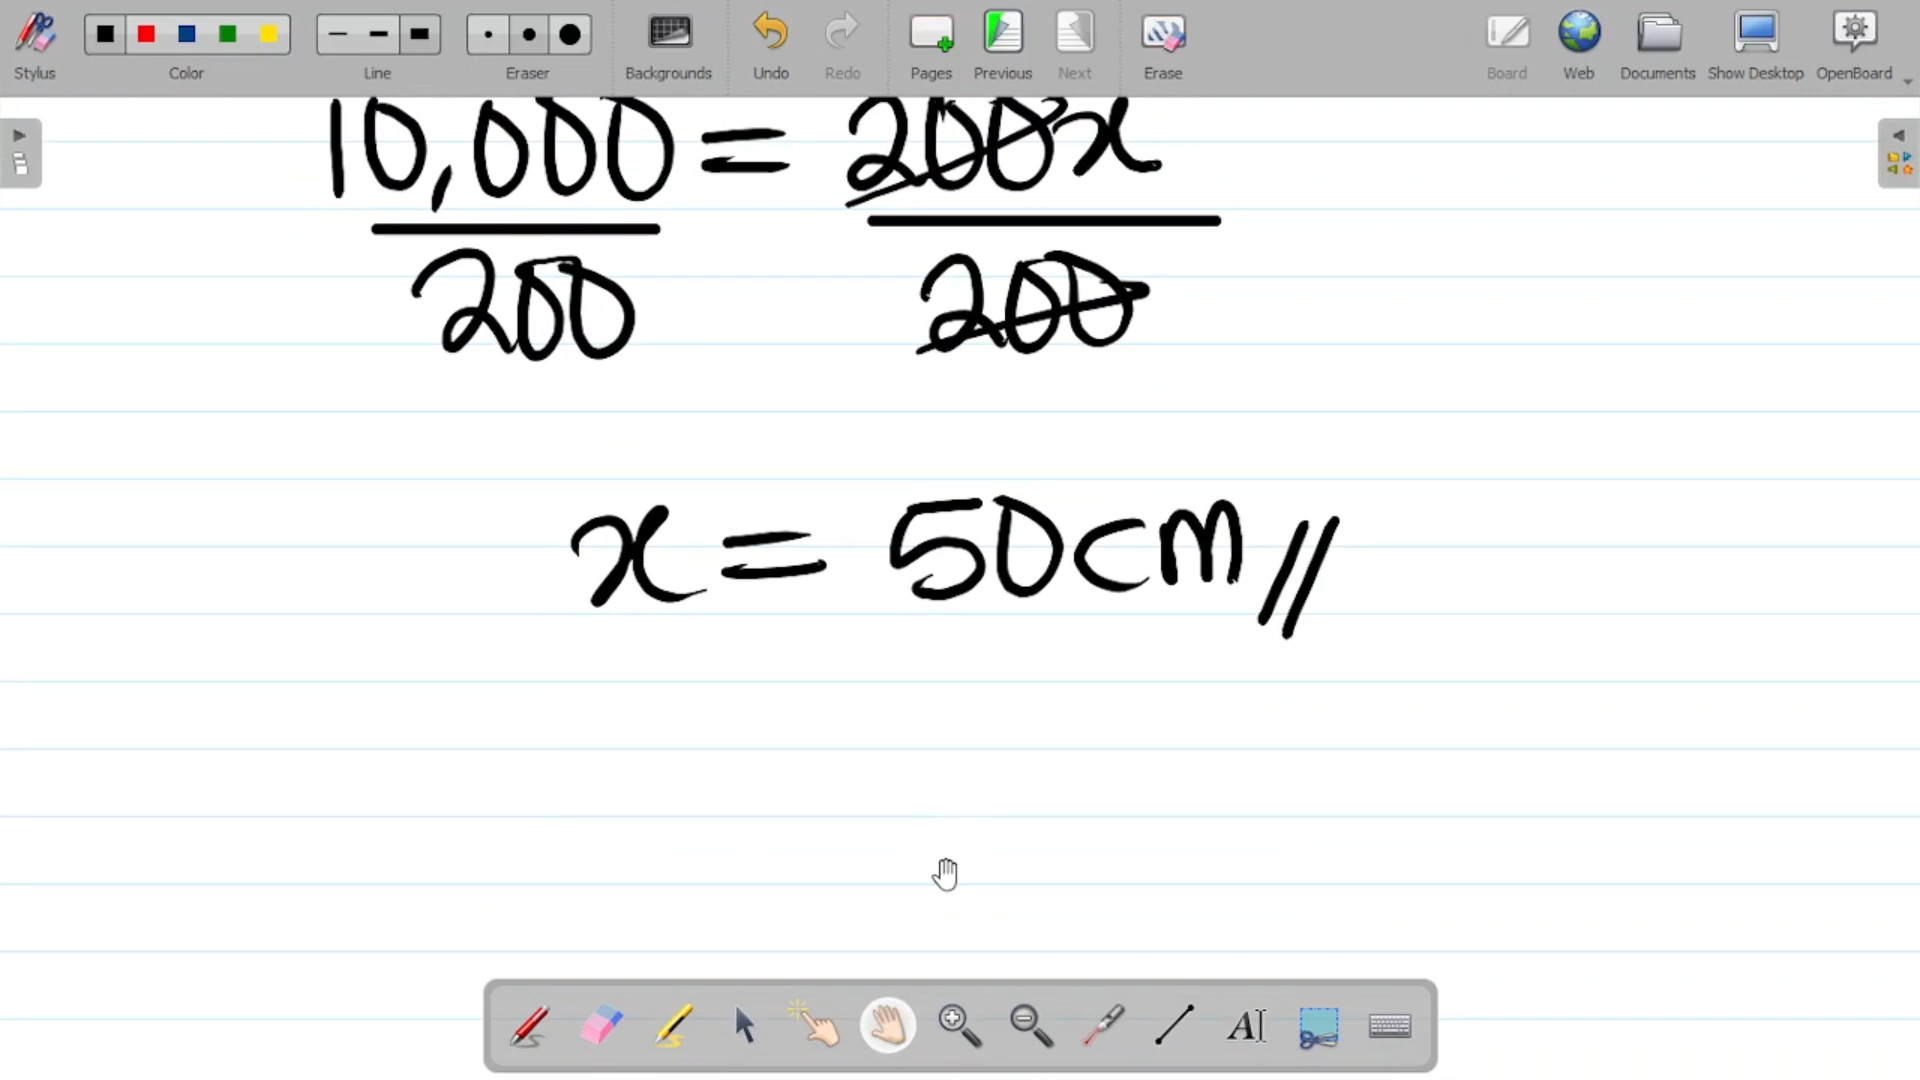 Stylus Color Line Eraser Backgrounds Undo Redo Pages Previous Next Erase Board Web Documents Show Desktop OpenBoard
10,000 = 200x
200 200
x = 50cm //